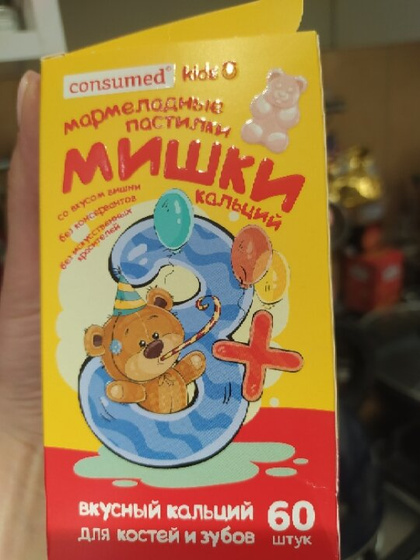 consumed® kids
мармеладные
пастилки
МИШКИ
кальций
со вкусом вишни
без консервантов
без искусственных
красителей
3+
вкусный кальций
для костей и зубов
60
штук